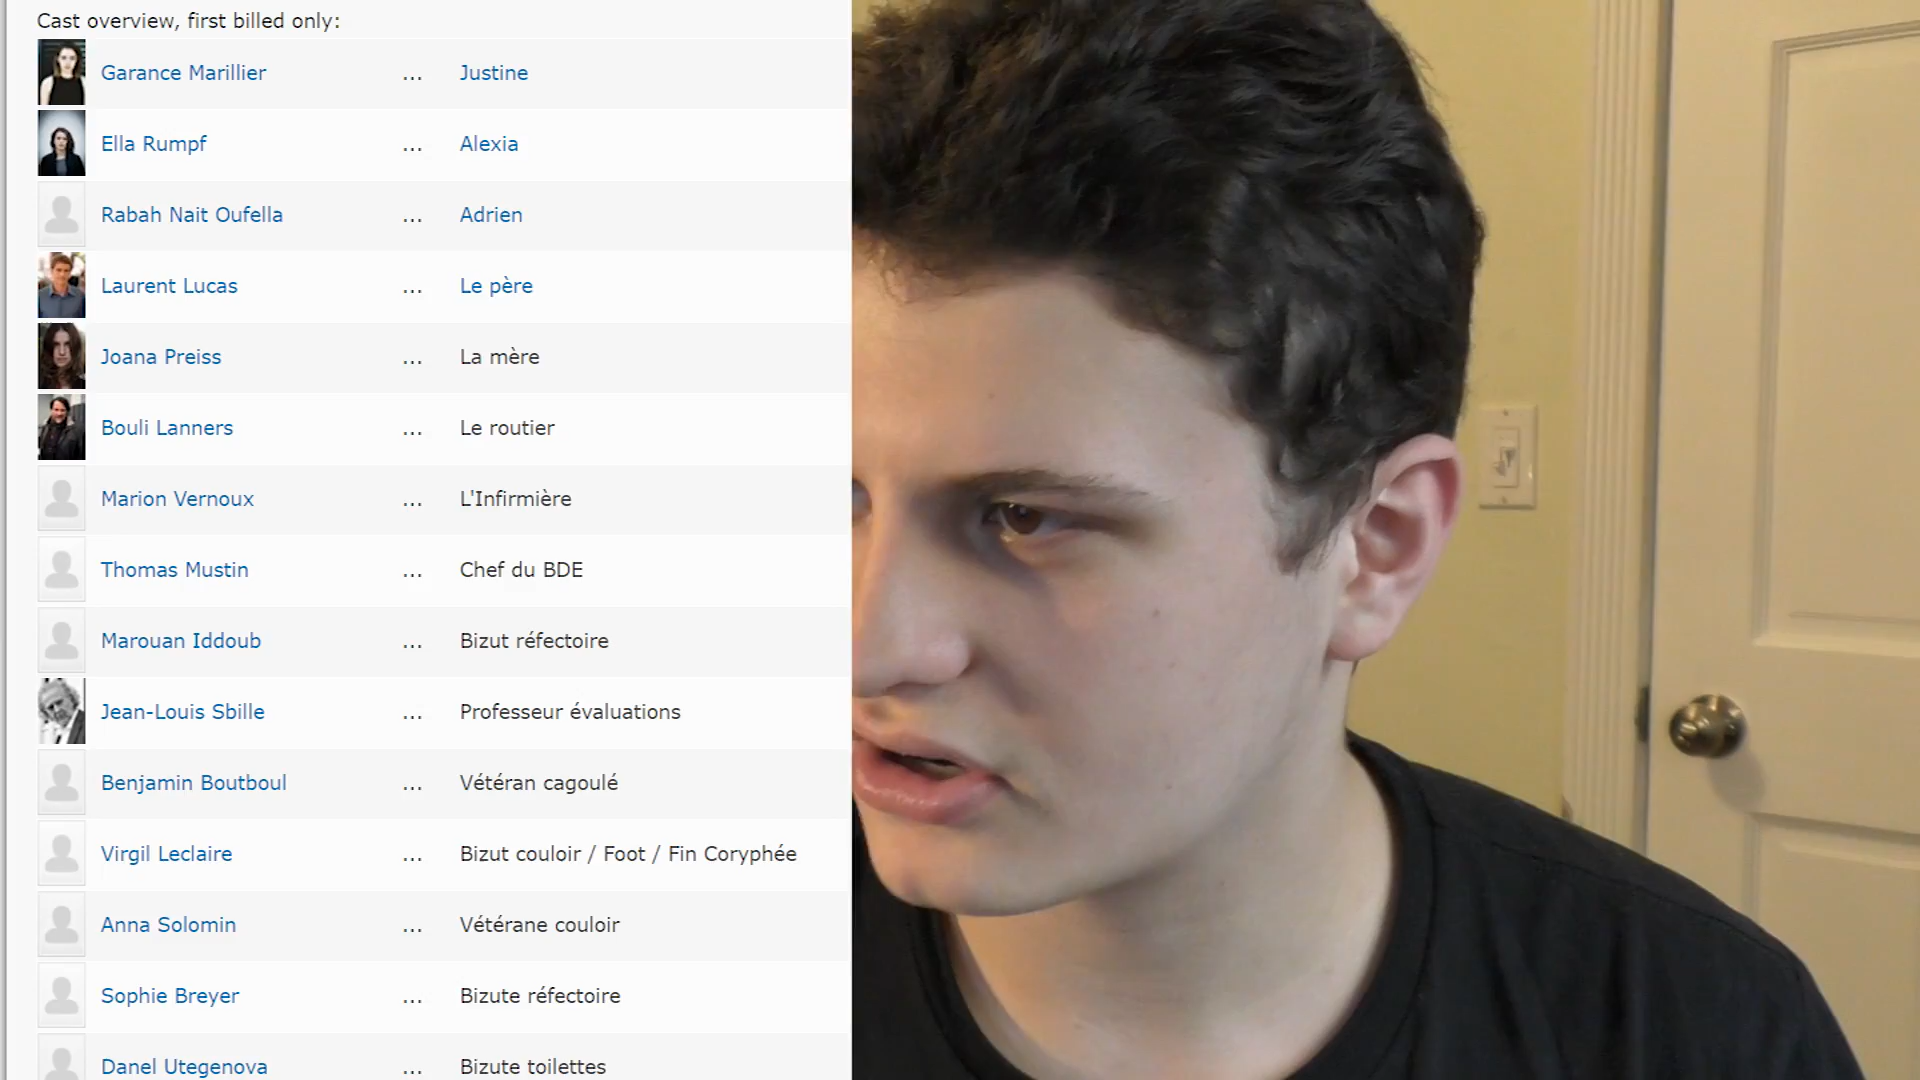 Cast overview, first billed only:
Garance Marillier ... Justine
Ella Rumpf ... Alexia
Rabah Nait Oufella ... Adrien
Laurent Lucas ... Le père
Joana Preiss ... La mère
Bouli Lanners ... Le routier
Marion Vernoux ... L'Infirmière
Thomas Mustin ... Chef du BDE
Marouan Iddoub ... Bizut réfectoire
Jean-Louis Sbille ... Professeur évaluations
Benjamin Boutboul ... Vétéran cagoulé
Virgil Leclaire ... Bizut couloir / Foot / Fin Coryphée
Anna Solomin ... Vétérane couloir
Sophie Breyer ... Bizute réfectoire
Danel Utegenova ... Bizute toilettes